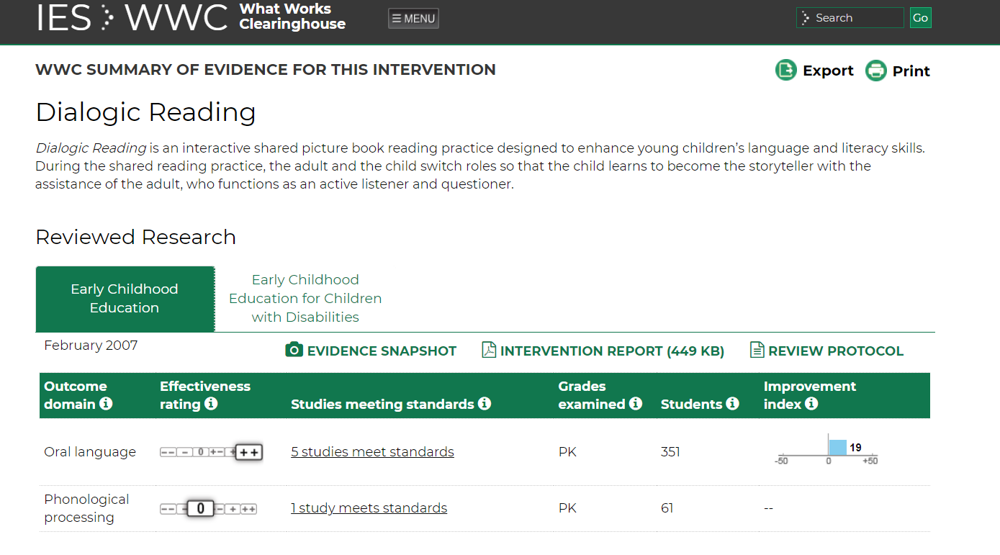 IES WWC What Works Clearinghouse
MENU
Search
Go
WWC SUMMARY OF EVIDENCE FOR THIS INTERVENTION
Export
Print
Dialogic Reading
Dialogic Reading is an interactive shared picture book reading practice designed to enhance young children’s language and literacy skills.
During the shared reading practice, the adult and the child switch roles so that the child learns to become the storyteller with the
assistance of the adult, who functions as an active listener and questioner.
Reviewed Research
Early Childhood
Education
Early Childhood
Education for Children
with Disabilities
February 2007
EVIDENCE SNAPSHOT
INTERVENTION REPORT (449 KB)
REVIEW PROTOCOL
Outcome
domain
Effectiveness
rating
Studies meeting standards
Grades
examined
Students
Improvement
index
Oral language
-- - 0 +- + ++
5 studies meet standards
PK
351
19
-50 0 +50
Phonological
processing
-- - 0 +- + ++
1 study meets standards
PK
61
--